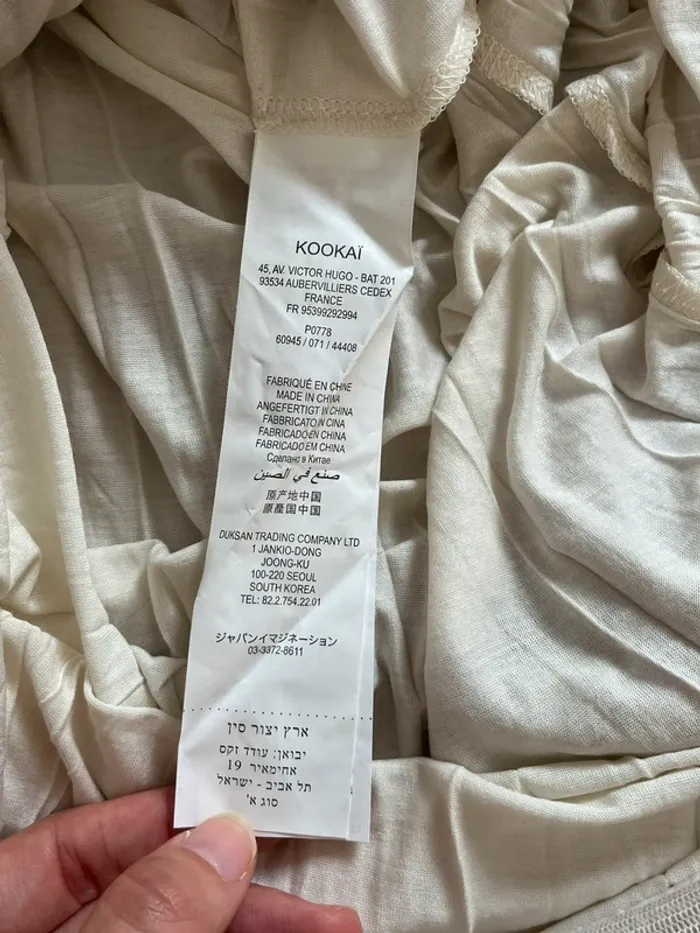 KOOKAÏ
45, AV. VICTOR HUGO - BAT 201
93534 AUBERVILLIERS CEDEX
FRANCE
FR 95399292994
P0778
60945 / 071 / 44408
FABRIQUÉ EN CHINE
MADE IN CHINA
ANGEFERTIGT IN CHINA
FABBRICATO IN CINA
FABRICADO EN CHINA
FABRICADO EM CHINA
Сделано в Китае
صنع في الصين
原产地中国
原產国中国
DUKSAN TRADING COMPANY LTD
1 JANKIO-DONG
JOONG-KU
100-220 SEOUL
SOUTH KOREA
TEL: 82.2.754.22.01
ジャパンイマジネーション
03-3372-8611
ארץ יצור סין
יבואן: עודד זקס
אחימאיר 19
תל אביב - ישראל
סוג א'